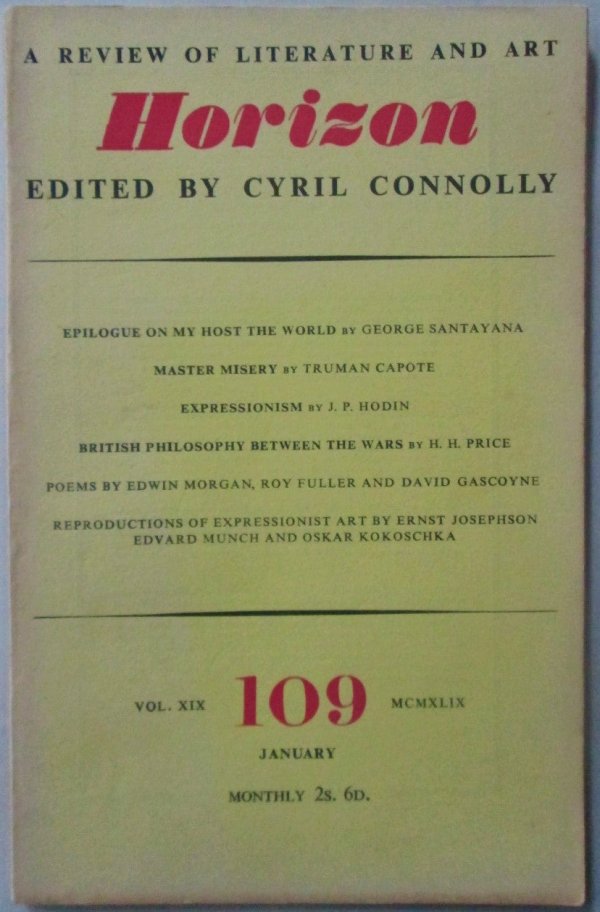 A REVIEW OF LITERATURE AND ART
Horizon
EDITED BY CYRIL CONNOLLY
EPILOGUE ON MY HOST THE WORLD BY GEORGE SANTAYANA
MASTER MISERY BY TRUMAN CAPOTE
EXPRESSIONISM BY J. P. HODIN
BRITISH PHILOSOPHY BETWEEN THE WARS BY H. H. PRICE
POEMS BY EDWIN MORGAN, ROY FULLER AND DAVID GASCOYNE
REPRODUCTIONS OF EXPRESSIONIST ART BY ERNST JOSEPHSON
EDVARD MUNCH AND OSKAR KOKOSCHKA
VOL. XIX 109 MCMXLIX
JANUARY
MONTHLY 2S. 6D.